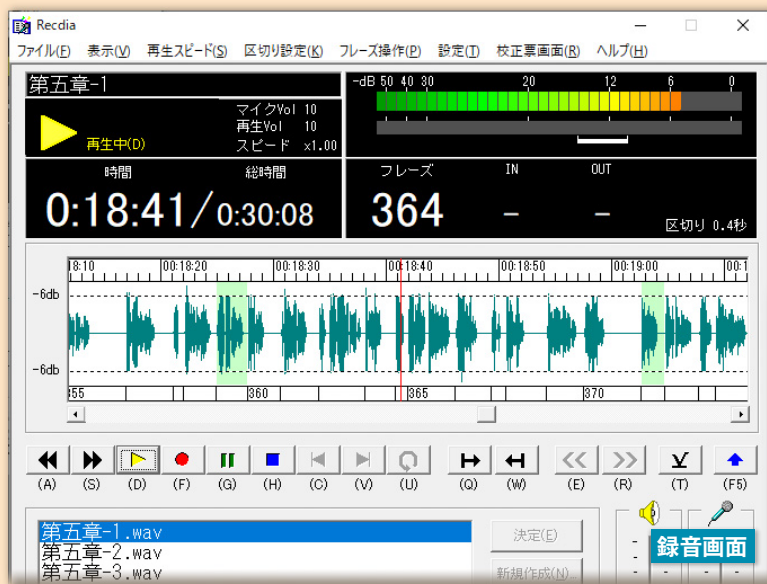 Recdia
ファイル(F) 表示(V) 再生スピード(S) 区切り設定(K) フレーズ操作(P) 設定(T) 校正票画面(R) ヘルプ(H)
第五章-1
-dB 50 40 30 20 12 6 0
マイクVol 10
再生Vol 10
再生中(D)
スピード x1.00
時間 総時間
0:18:41/0:30:08
フレーズ IN OUT
364 – –
区切り 0.4秒
8:10 00:18:20 00:18:30 00:18:40 00:18:50 00:19:00 00:1
-6db
-6db
355 360 365 370
(A) (S) (D) (F) (G) (H) (C) (V) (U) (Q) (W) (E) (R) (T) (F5)
第五章-1.wav
第五章-2.wav
第五章-3.wav
決定(E)
新規作成(N)...
録音画面